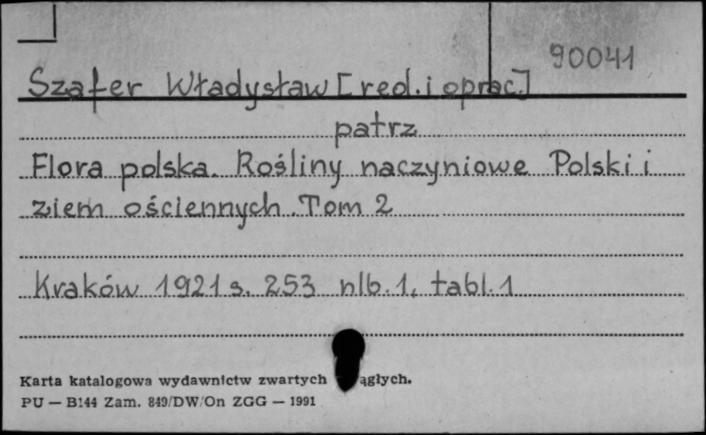 90041
Szafer Władysław [red. i oprac.]
patrz
Flora polska. Rośliny naczyniowe Polski i
ziem ościennych. Tom 2
Kraków 1921 s. 253 nlb. 1, tabl. 1
Karta katalogowa wydawnictw zwartych ągłych.
PU — B144 Zam. 849/DW/On ZGG — 1991